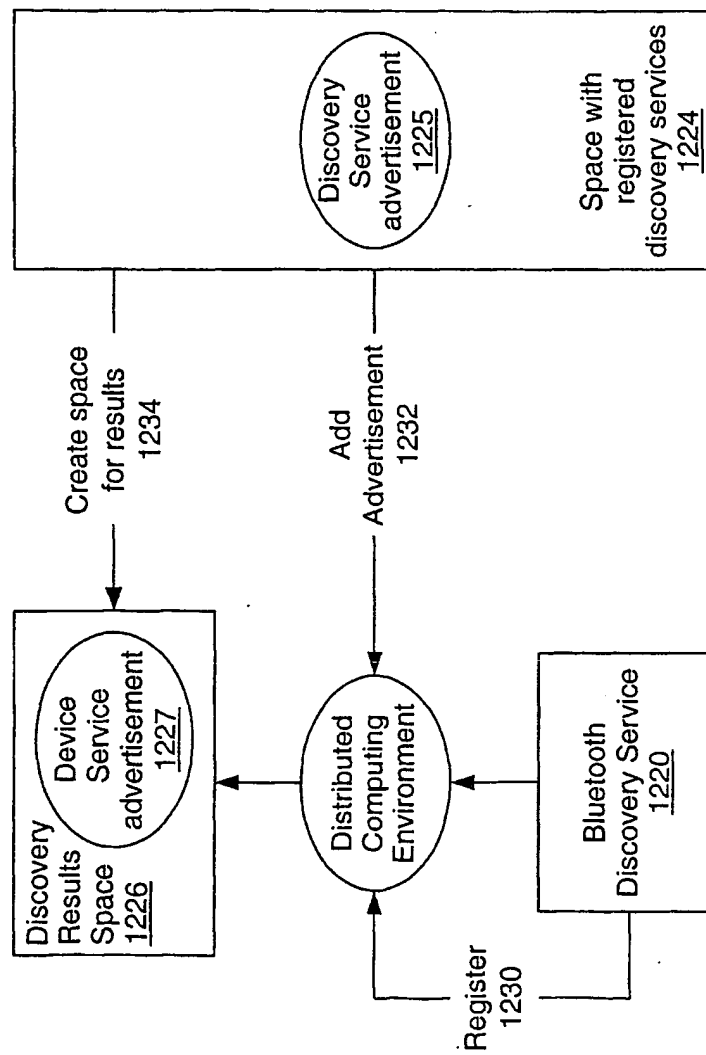 Discovery
Results
Space
1226
Device
Service
advertisement
1227
Create space
for results
1234
Discovery
Service
advertisement
1225
Space with
registered
discovery services
1224
Distributed
Computing
Environment
Add
Advertisement
1232
Register
1230
Bluetooth
Discovery Service
1220